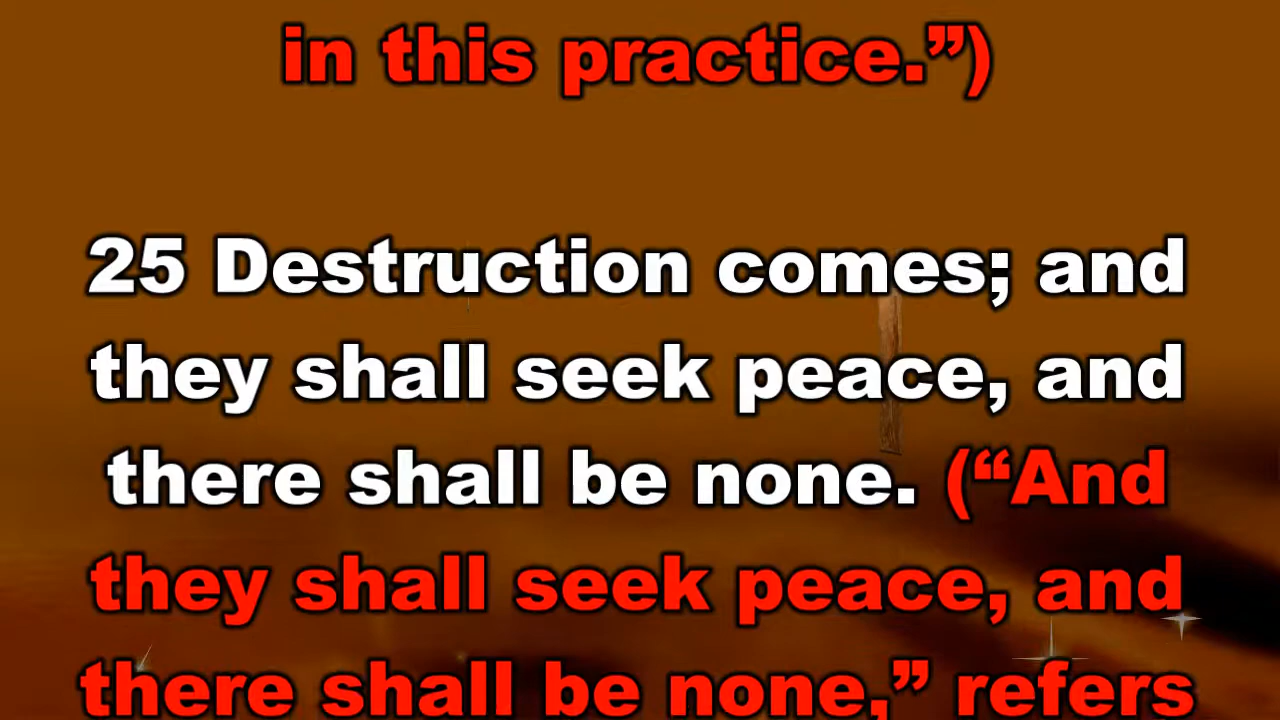 in this practice.”)
25 Destruction comes; and
they shall seek peace, and
there shall be none. (“And
they shall seek peace, and
there shall be none,” refers